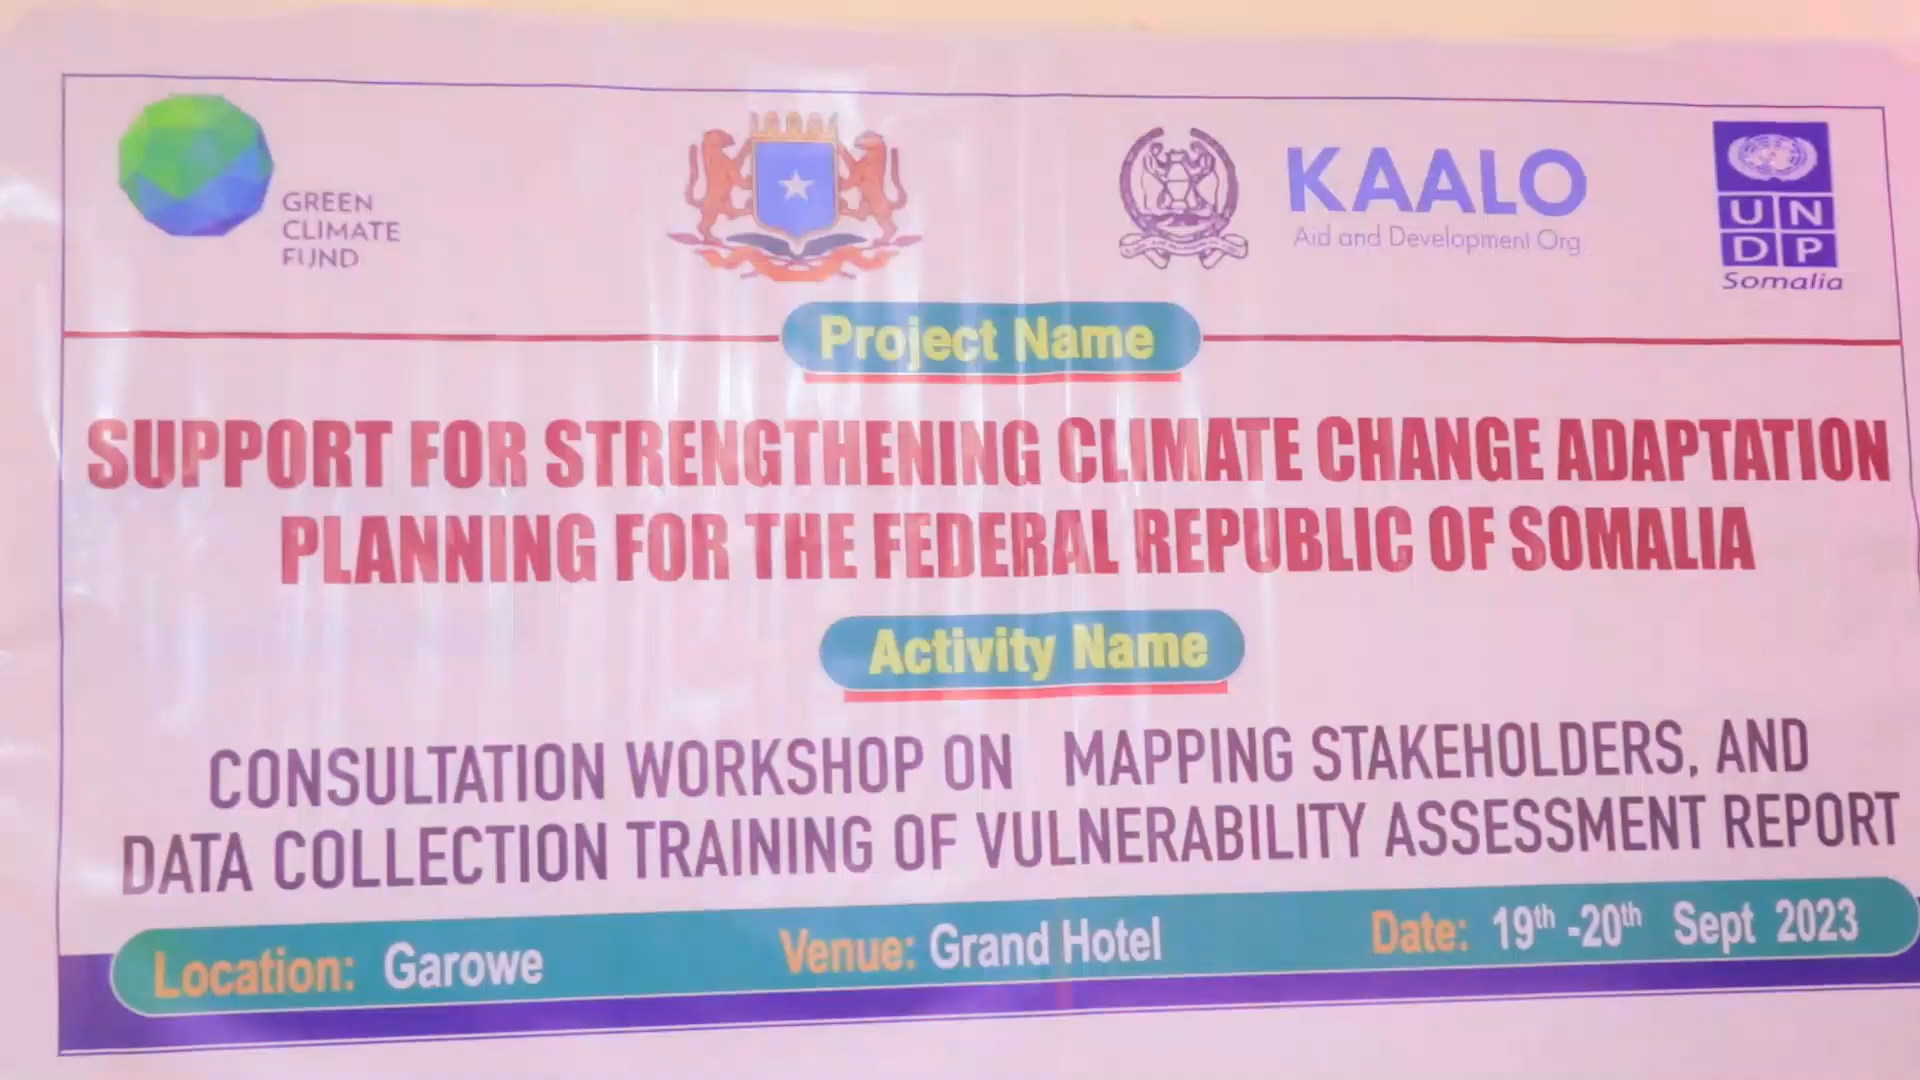 GREEN
CLIMATE
FUND
KAALO
Aid and Development Org
UN
DP
Somalia
Project Name
SUPPORT FOR STRENGTHENING CLIMATE CHANGE ADAPTATION
PLANNING FOR THE FEDERAL REPUBLIC OF SOMALIA
Activity Name
CONSULTATION WORKSHOP ON MAPPING STAKEHOLDERS, AND
DATA COLLECTION TRAINING OF VULNERABILITY ASSESSMENT REPORT
Location: Garowe Venue: Grand Hotel Date: 19th -20th Sept 2023